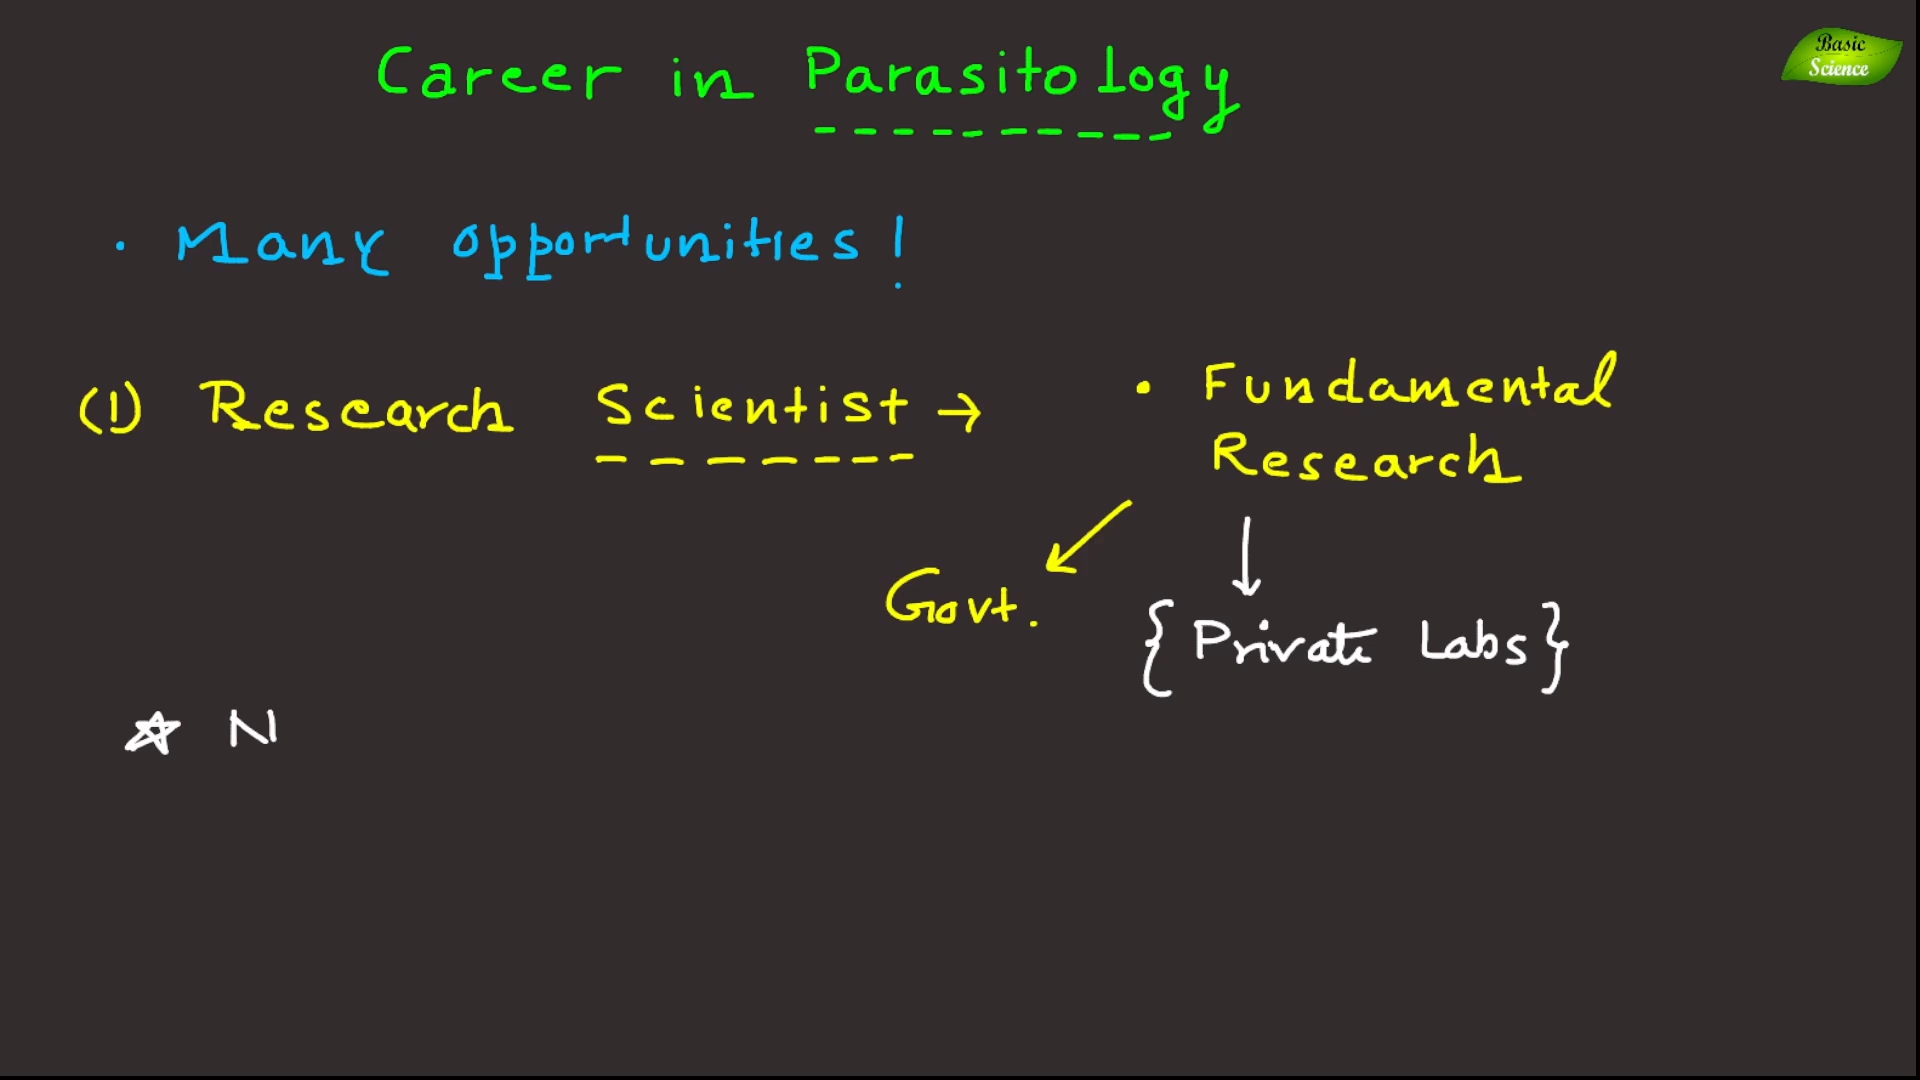 Career in Parasitology
Basic
Science
• Many opportunities!
(1) Research Scientist →
• Fundamental
Research
Govt.
{Private Labs}
☆ N